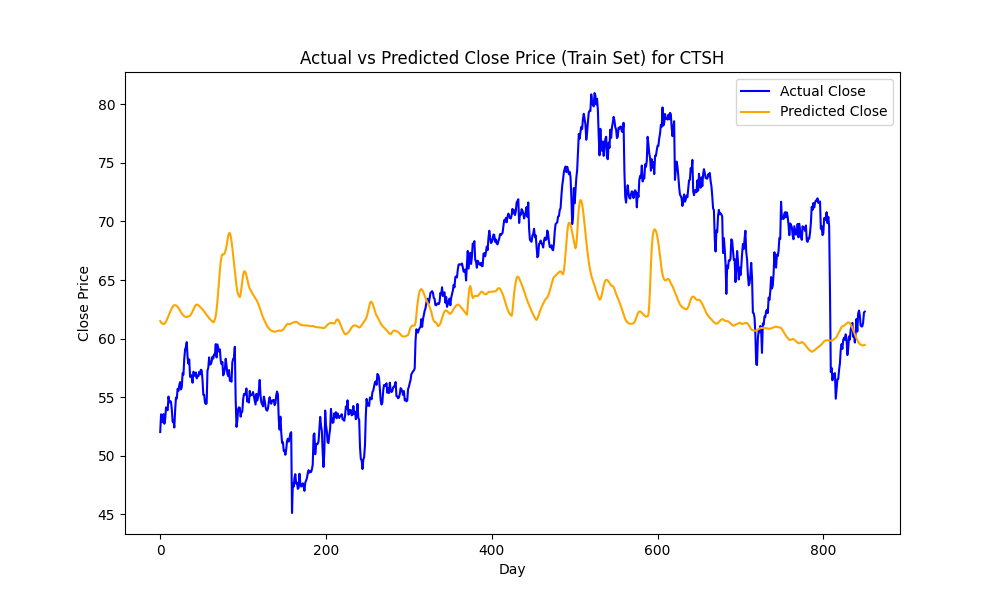 Actual vs Predicted Close Price (Train Set) for CTSH
Actual Close
Predicted Close
Close Price
80
75
70
65
60
55
50
45
0 200 400 600 800
Day